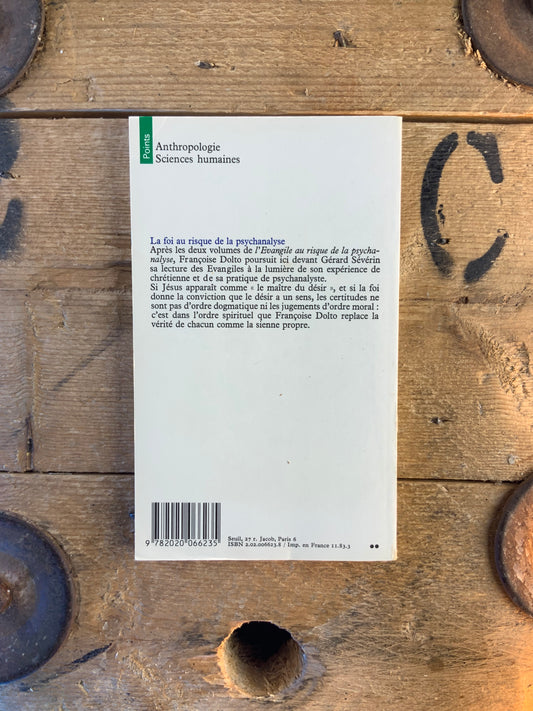 Points
Anthropologie
Sciences humaines
La foi au risque de la psychanalyse
Après les deux volumes de l'Evangile au risque de la psycha-
nalyse, Françoise Dolto poursuit ici devant Gérard Sévérin
sa lecture des Evangiles à la lumière de son expérience de
chrétienne et de sa pratique de psychanalyste.
Si Jésus apparaît comme « le maître du désir », et si la foi
donne la conviction que le désir a un sens, les certitudes ne
sont pas d'ordre dogmatique ni les jugements d'ordre moral :
c'est dans l'ordre spirituel que Françoise Dolto replace la
vérité de chacun comme la sienne propre.
Seuil, 27 r. Jacob, Paris 6
ISBN 2.02.006623.8 / Imp. en France 11.83.3
9 782020 066235
C